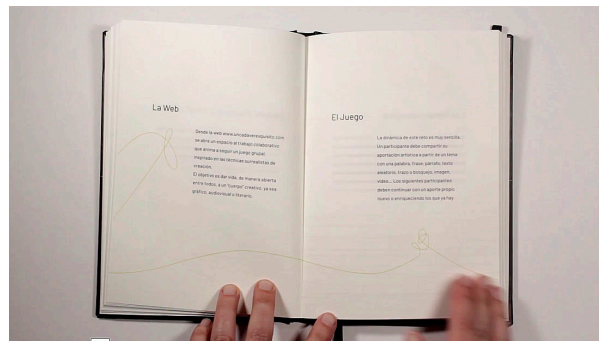 La Web
Desde la web www.uncadaverexquisito.com
se abre un espacio al trabajo colaborativo
que anima a seguir un juego grupal
inspirado en las técnicas surrealistas de
creación.
El objetivo es dar vida, de manera abierta
entre todos, a un "cuerpo" creativo, ya sea
gráfico, audiovisual o literario.
El Juego
La dinámica de este reto es muy sencilla.
Un participante debe compartir su
aportación artística a partir de un tema
con una palabra, frase, párrafo, texto
aleatorio, trazo o bosquejo, imagen,
vídeo... Los siguientes participantes
deben continuar con un aporte propio
nuevo o enriqueciendo los que ya hay.